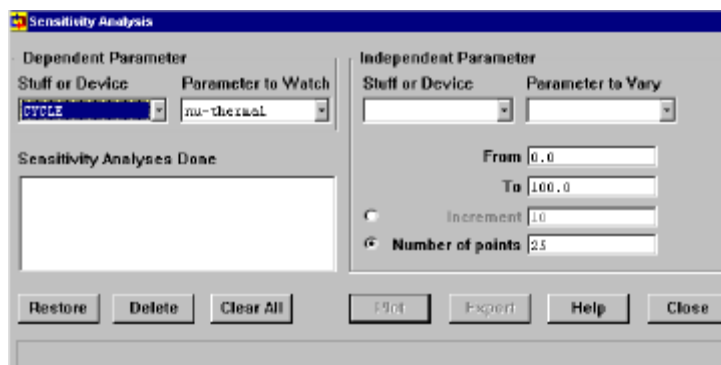 Sensitivity Analysis
Dependent Parameter
Stuff or Device Parameter to Watch
CYCLE nu-thermal
Sensitivity Analyses Done
Independent Parameter
Stuff or Device Parameter to Vary
From 0.0
To 100.0
Increment 10
Number of points 25
Restore Delete Clear All Plot Export Help Close